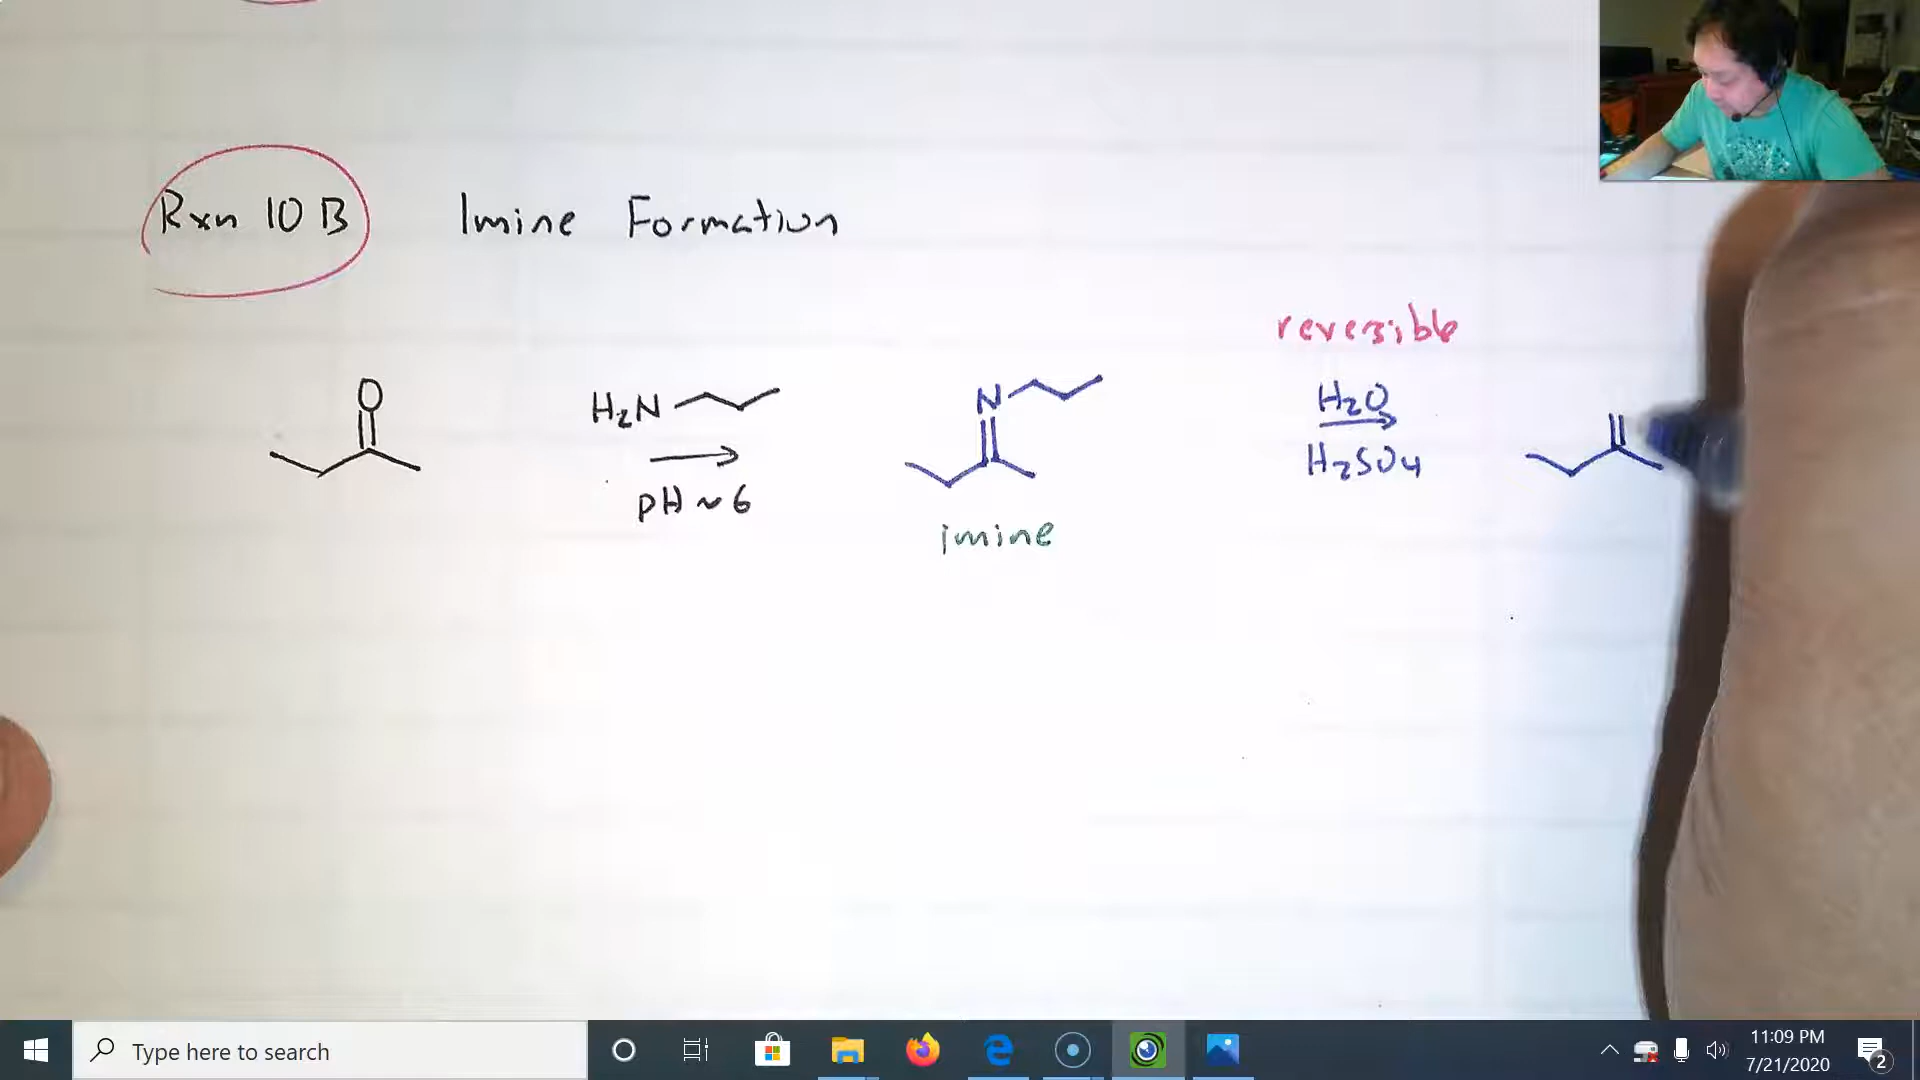 Rxn 10 B Imine Formation
reversible
O
H₂N
pH ~ 6
N
imine
H₂O
H₂SO₄
Type here to search
11:09 PM
7/21/2020
2